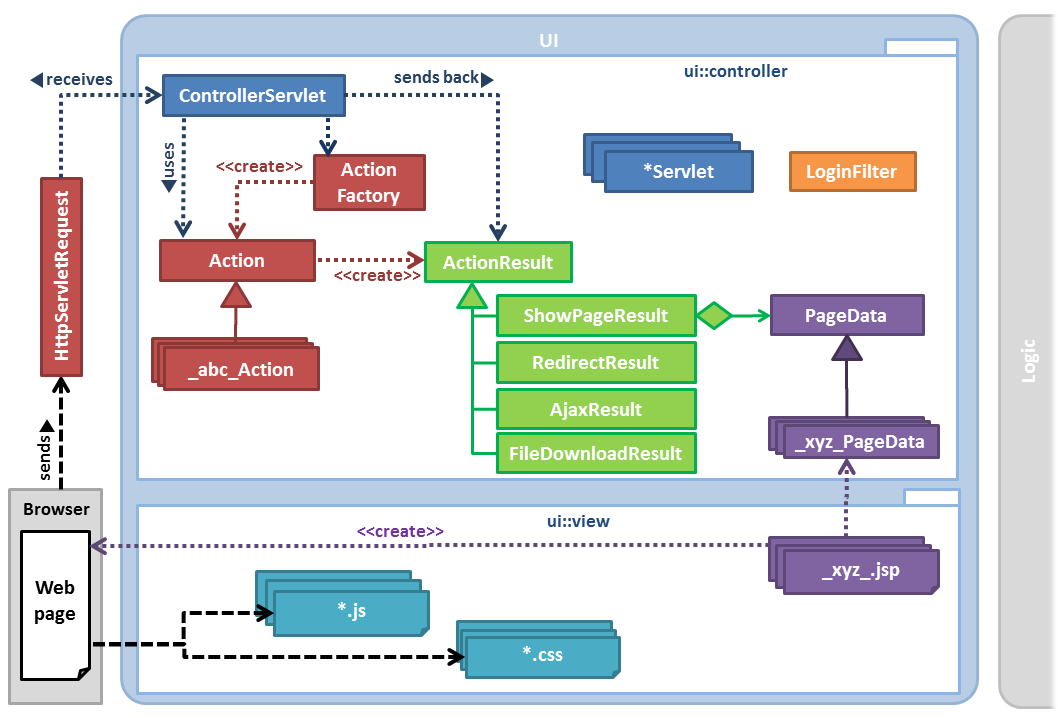 UI
ui::controller
receives
sends back
ControllerServlet
uses
<<create>>
Action
Factory
*Servlet
LoginFilter
HttpServletRequest
Action
<<create>>
ActionResult
ShowPageResult
PageData
RedirectResult
_abc_Action
AjaxResult
_xyz_PageData
FileDownloadResult
Logic
sends
Browser
Web
page
ui::view
<<create>>
_xyz_.jsp
*.js
*.css